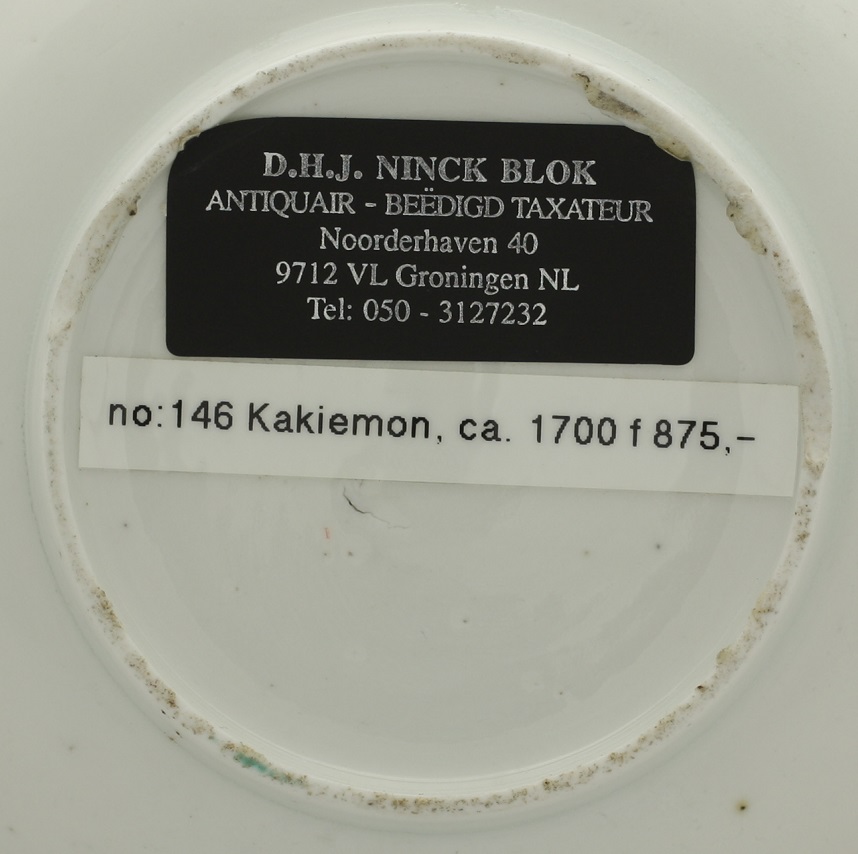 D.H.J. NINCK BLOK
ANTIQUAIR - BEËDIGD TAXATEUR
Noorderhaven 40
9712 VL Groningen NL
Tel: 050 - 3127232
no:146 Kakiemon, ca. 1700 f 875,-